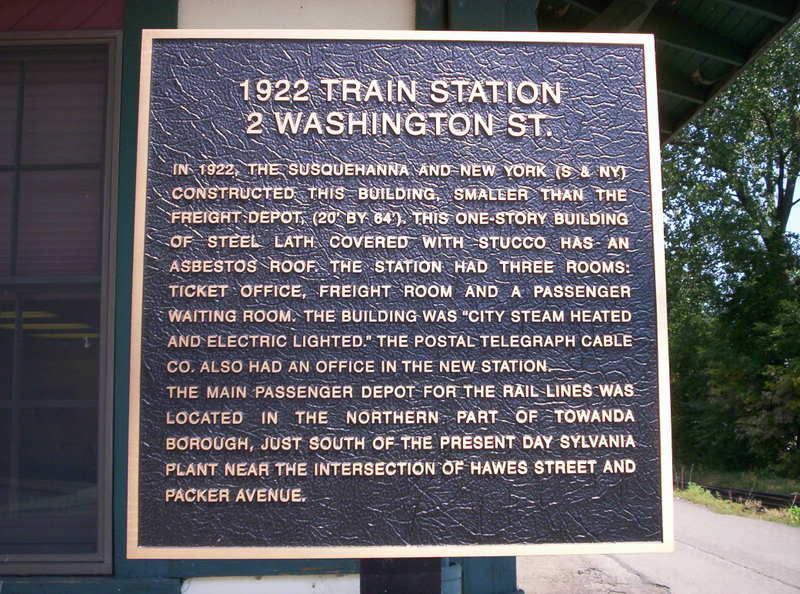 1922 TRAIN STATION
2 WASHINGTON ST.
IN 1922, THE SUSQUEHANNA AND NEW YORK (S & NY)
CONSTRUCTED THIS BUILDING, SMALLER THAN THE
FREIGHT DEPOT, (20' BY 64'). THIS ONE-STORY BUILDING
OF STEEL LATH COVERED WITH STUCCO HAS AN
ASBESTOS ROOF. THE STATION HAD THREE ROOMS:
TICKET OFFICE, FREIGHT ROOM AND A PASSENGER
WAITING ROOM. THE BUILDING WAS "CITY STEAM HEATED
AND ELECTRIC LIGHTED." THE POSTAL TELEGRAPH CABLE
CO. ALSO HAD AN OFFICE IN THE NEW STATION.
THE MAIN PASSENGER DEPOT FOR THE RAIL LINES WAS
LOCATED IN THE NORTHERN PART OF TOWANDA
BOROUGH, JUST SOUTH OF THE PRESENT DAY SYLVANIA
PLANT NEAR THE INTERSECTION OF HAWES STREET AND
PACKER AVENUE.